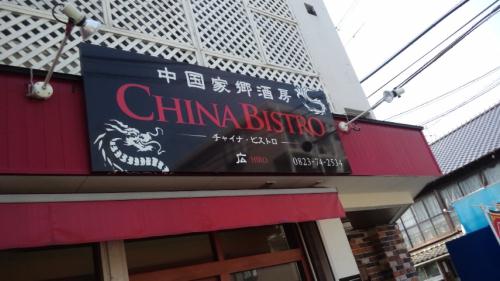 中国家郷酒房
CHINA BISTRO
チャイナ・ビストロ
広 HIRO
0823-74-2534